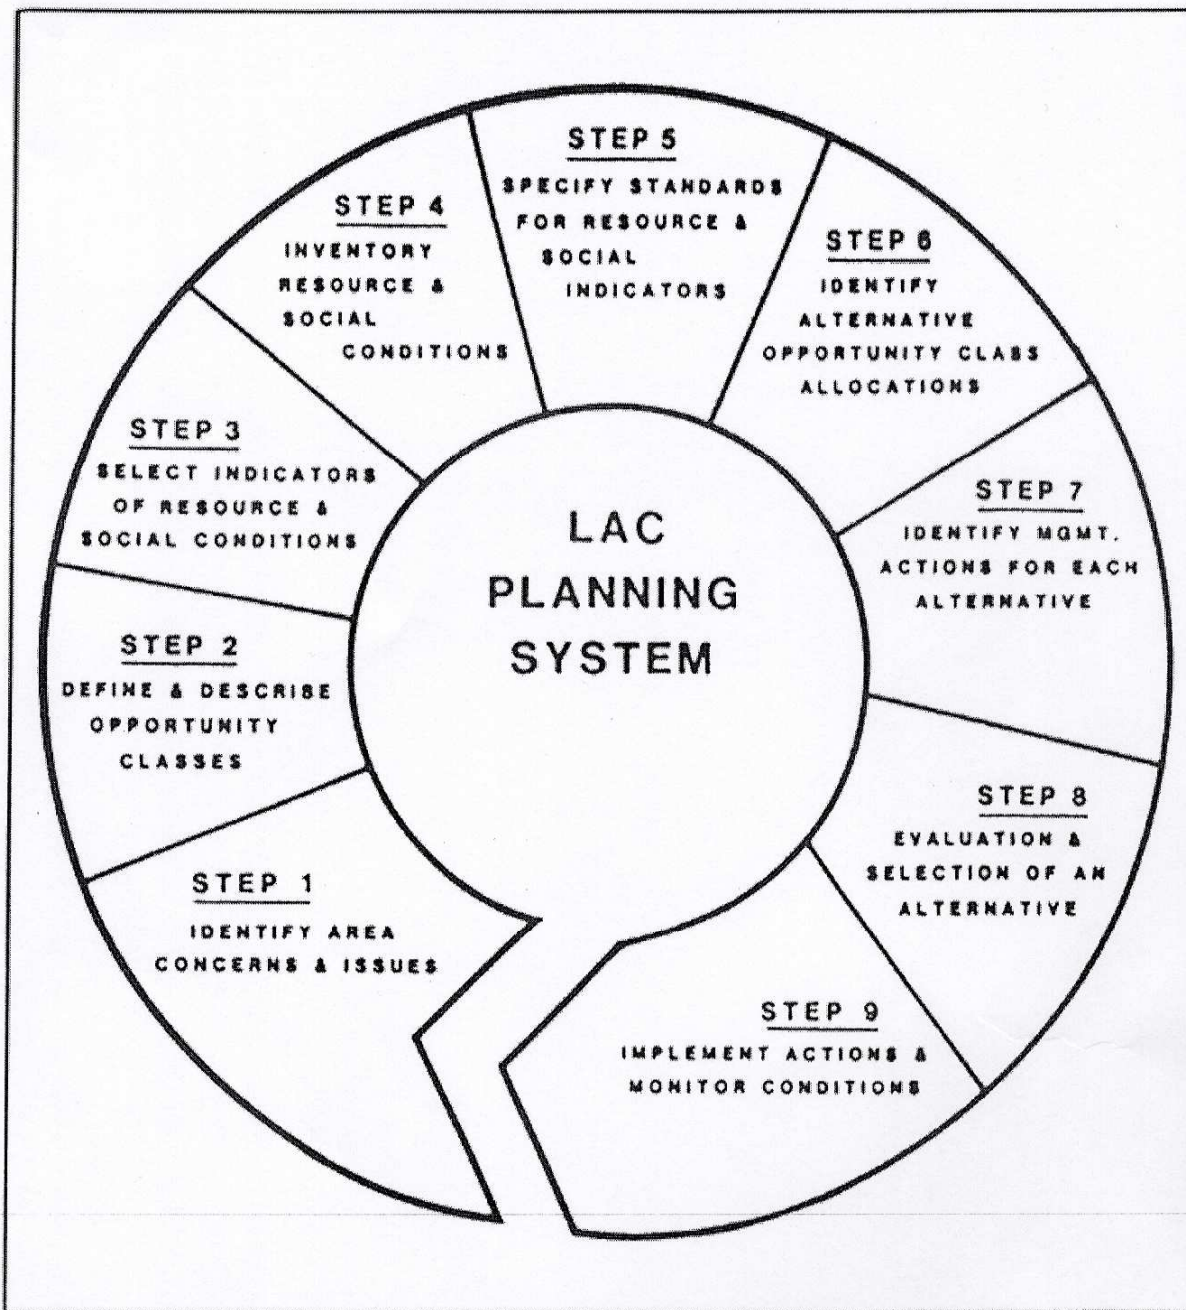 LAC
PLANNING
SYSTEM
STEP 1
IDENTIFY AREA
CONCERNS & ISSUES
STEP 2
DEFINE & DESCRIBE
OPPORTUNITY
CLASSES
STEP 3
SELECT INDICATORS
OF RESOURCE &
SOCIAL CONDITIONS
STEP 4
INVENTORY
RESOURCE &
SOCIAL
CONDITIONS
STEP 5
SPECIFY STANDARDS
FOR RESOURCE &
SOCIAL
INDICATORS
STEP 6
IDENTIFY
ALTERNATIVE
OPPORTUNITY CLASS
ALLOCATIONS
STEP 7
IDENTIFY MGMT.
ACTIONS FOR EACH
ALTERNATIVE
STEP 8
EVALUATION &
SELECTION OF AN
ALTERNATIVE
STEP 9
IMPLEMENT ACTIONS &
MONITOR CONDITIONS